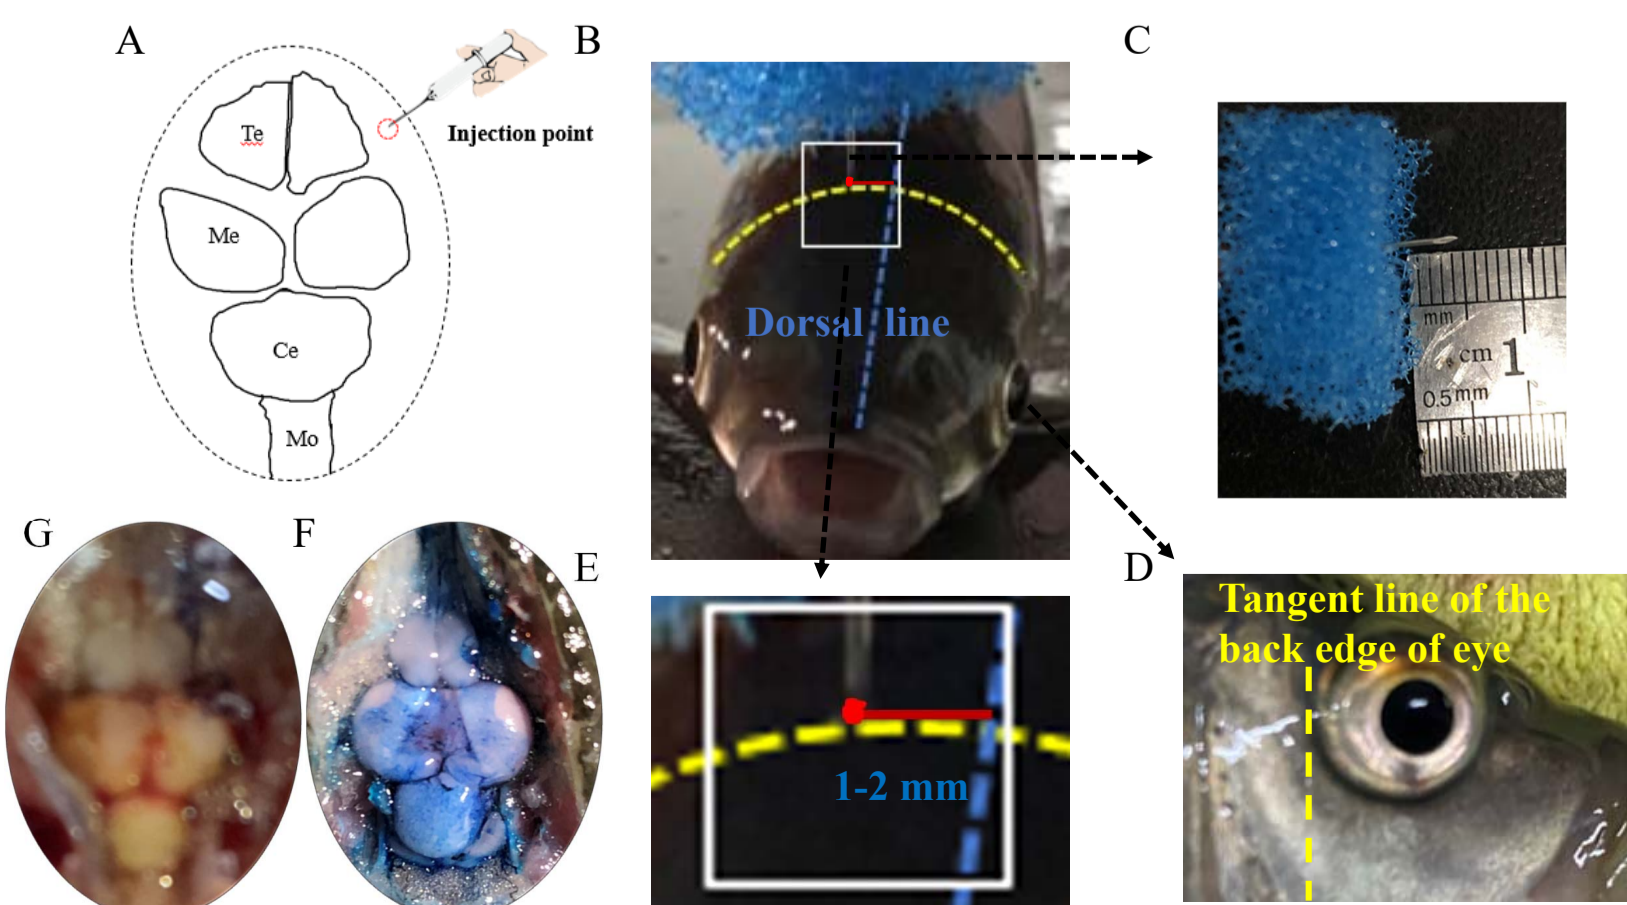 A
B
C
Te
Injection point
Me
Ce
Mo
Dorsal line
mm
cm 1
0.5mm
G
F
E
D
1-2 mm
Tangent line of the
back edge of eye